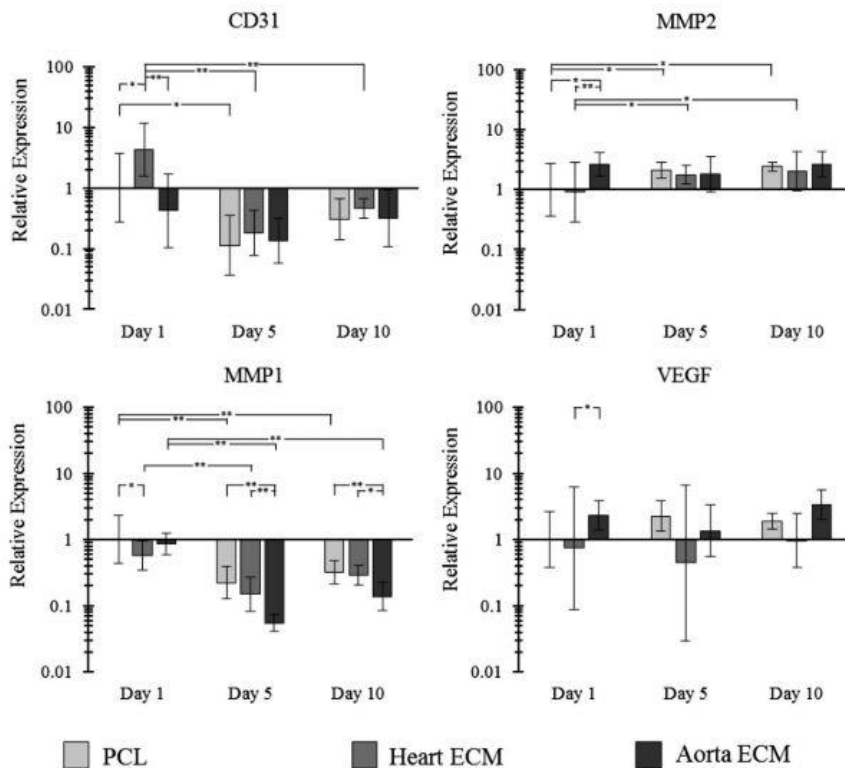 CD31
Relative Expression
100
10
1
0.1
0.01
** 
** 
* **
*
Day 1 Day 5 Day 10
MMP2
Relative Expression
100
10
1
0.1
0.01
*
*
*
**
*
*
Day 1 Day 5 Day 10
MMP1
Relative Expression
100
10
1
0.1
0.01
**
**
**
**
**
* ** **
** *
Day 1 Day 5 Day 10
VEGF
Relative Expression
100
10
1
0.1
0.01
*
Day 1 Day 5 Day 10
PCL Heart ECM Aorta ECM